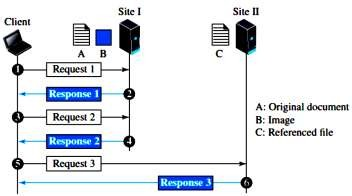 Client
Site I
Site II
A
B
C
1
Request 1
Response 1
2
3
Request 2
Response 2
4
A: Original document
B: Image
C: Referenced file
5
Request 3
Response 3
6